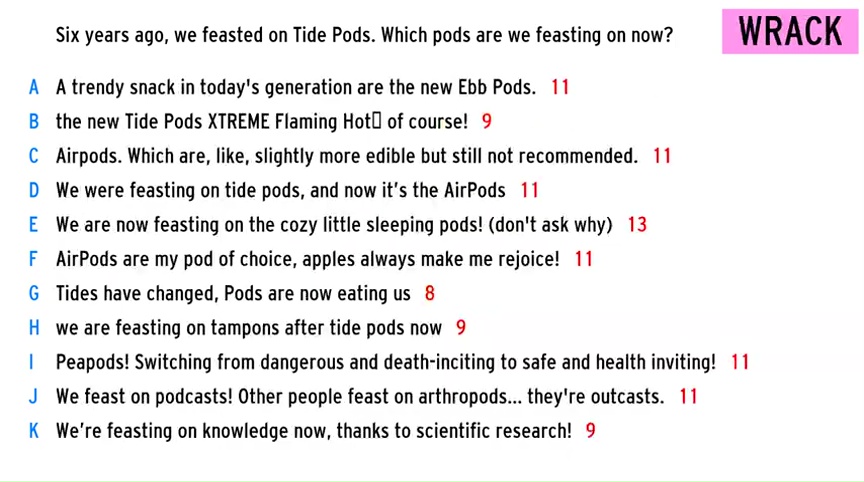 Six years ago, we feasted on Tide Pods. Which pods are we feasting on now?
WRACK
A A trendy snack in today's generation are the new Ebb Pods. 11
B the new Tide Pods XTREME Flaming Hot▯ of course! 9
C Airpods. Which are, like, slightly more edible but still not recommended. 11
D We were feasting on tide pods, and now it’s the AirPods 11
E We are now feasting on the cozy little sleeping pods! (don't ask why) 13
F AirPods are my pod of choice, apples always make me rejoice! 11
G Tides have changed, Pods are now eating us 8
H we are feasting on tampons after tide pods now 9
I Peapods! Switching from dangerous and death-inciting to safe and health inviting! 11
J We feast on podcasts! Other people feast on arthropods... they're outcasts. 11
K We’re feasting on knowledge now, thanks to scientific research! 9